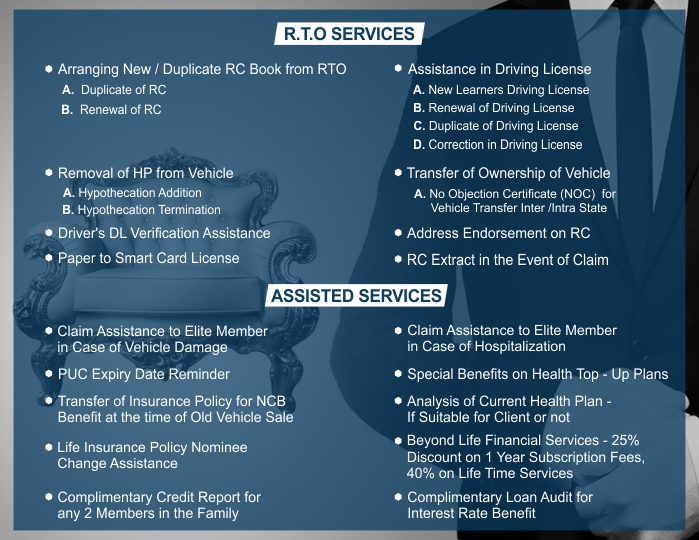 R.T.O SERVICES
Arranging New / Duplicate RC Book from RTO
A. Duplicate of RC
B. Renewal of RC
Removal of HP from Vehicle
A. Hypothecation Addition
B. Hypothecation Termination
Driver's DL Verification Assistance
Paper to Smart Card License
Assistance in Driving License
A. New Learners Driving License
B. Renewal of Driving License
C. Duplicate of Driving License
D. Correction in Driving License
Transfer of Ownership of Vehicle
A. No Objection Certificate (NOC) for
Vehicle Transfer Inter /Intra State
Address Endorsement on RC
RC Extract in the Event of Claim
ASSISTED SERVICES
Claim Assistance to Elite Member
in Case of Vehicle Damage
PUC Expiry Date Reminder
Transfer of Insurance Policy for NCB
Benefit at the time of Old Vehicle Sale
Life Insurance Policy Nominee
Change Assistance
Complimentary Credit Report for
any 2 Members in the Family
Claim Assistance to Elite Member
in Case of Hospitalization
Special Benefits on Health Top - Up Plans
Analysis of Current Health Plan -
If Suitable for Client or not
Beyond Life Financial Services - 25%
Discount on 1 Year Subscription Fees,
40% on Life Time Services
Complimentary Loan Audit for
Interest Rate Benefit